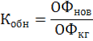 Кобн = ОФнов / ОФкг